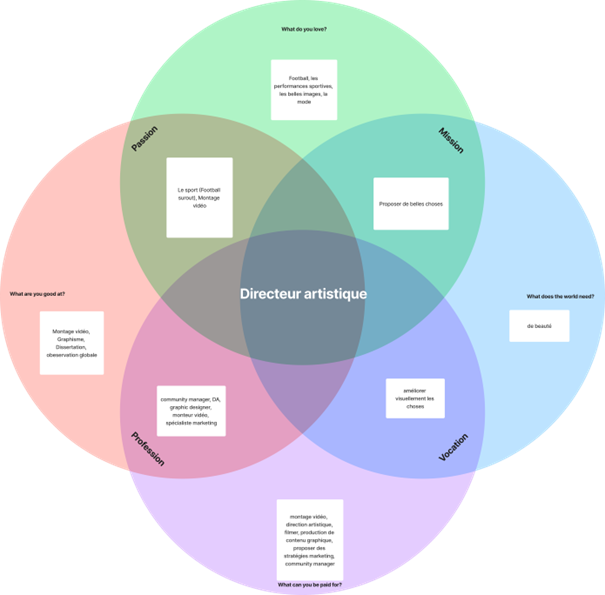 What do you love?
Football, les
performances sportives,
les belles images, la
mode
Passion
Mission
Le sport (Football
surout), Montage
vidéo
Proposer de belles choses
What are you good at?
Directeur artistique
What does the world need?
Montage vidéo,
Graphisme,
Dissertation,
obeservation globale
de beauté
community manager, DA,
graphic designer,
monteur vidéo,
spécialiste marketing
améliorer
visuellement les
choses
Profession
Vocation
montage vidéo,
direction artistique,
filmer, production de
contenu graphique,
proposer des
stratégies marketing,
community manager
What can you be paid for?